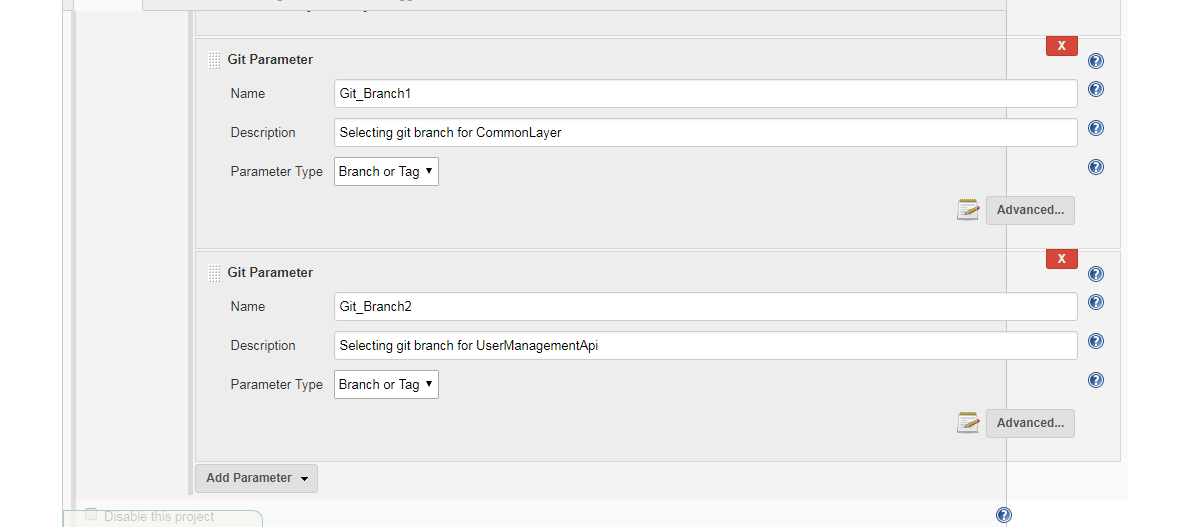 Git Parameter
X
Name
Git_Branch1
Description
Selecting git branch for CommonLayer
Parameter Type
Branch or Tag
Advanced...
Git Parameter
X
Name
Git_Branch2
Description
Selecting git branch for UserManagementApi
Parameter Type
Branch or Tag
Advanced...
Add Parameter
Disable this project